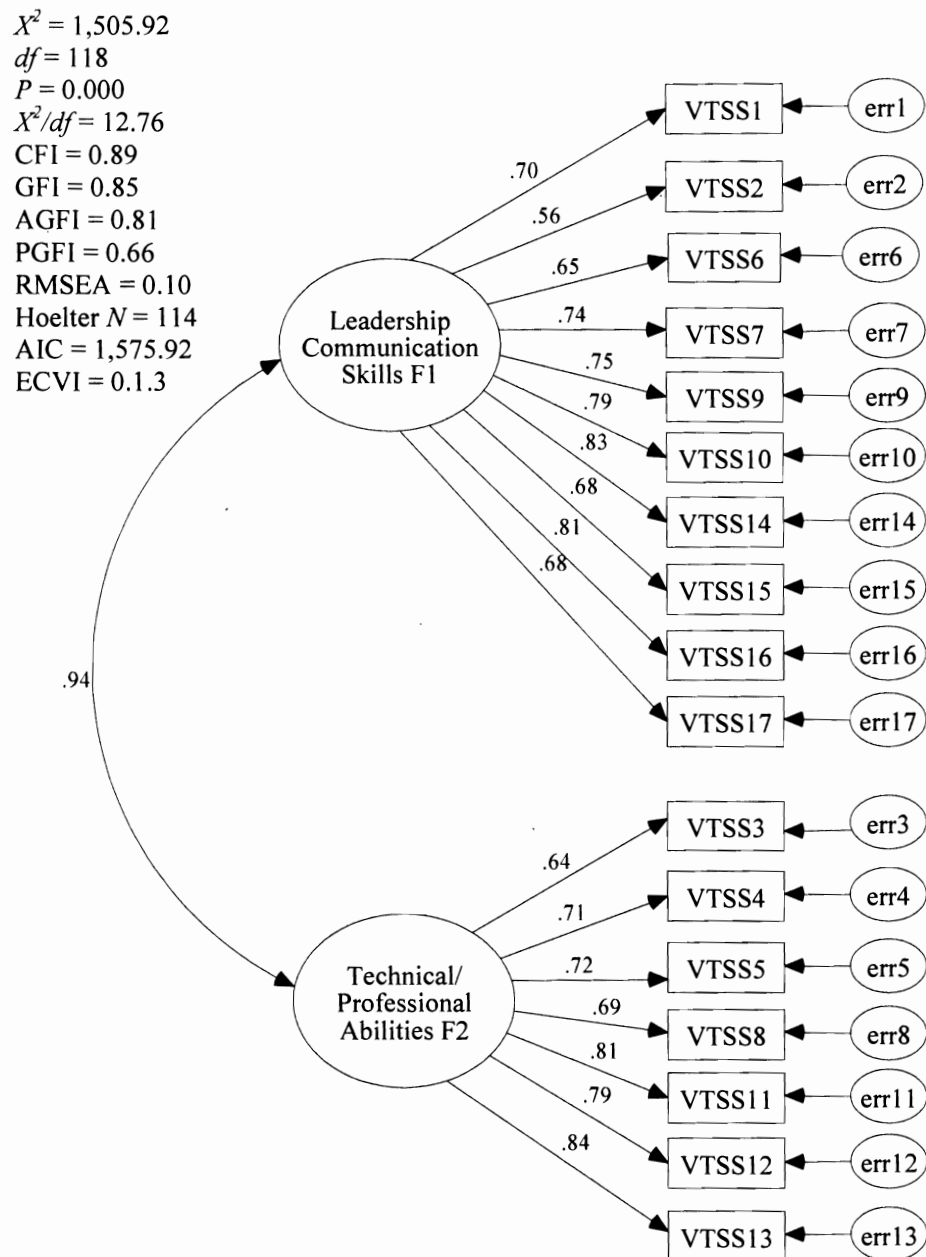 X² = 1,505.92
df = 118
P = 0.000
X²/df = 12.76
CFI = 0.89
GFI = 0.85
AGFI = 0.81
PGFI = 0.66
RMSEA = 0.10
Hoelter N = 114
AIC = 1,575.92
ECVI = 0.1.3
Leadership
Communication
Skills F1
.70
VTSS1
err1
.56
VTSS2
err2
.65
VTSS6
err6
.74
VTSS7
err7
.75
VTSS9
err9
.79
VTSS10
err10
.83
VTSS14
err14
.68
VTSS15
err15
.81
VTSS16
err16
.68
VTSS17
err17
.94
Technical/
Professional
Abilities F2
.64
VTSS3
err3
.71
VTSS4
err4
.72
VTSS5
err5
.69
VTSS8
err8
.81
VTSS11
err11
.79
VTSS12
err12
.84
VTSS13
err13